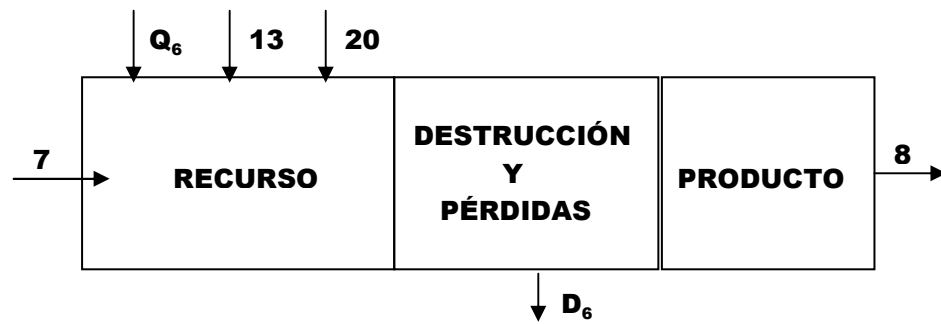 Q₆ 13 20
7
RECURSO
DESTRUCCIÓN
Y
PÉRDIDAS
PRODUCTO
8
D₆